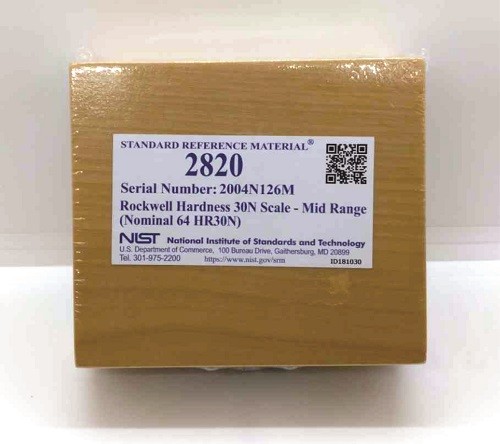 STANDARD REFERENCE MATERIAL®
2820
Serial Number: 2004N126M
Rockwell Hardness 30N Scale - Mid Range
(Nominal 64 HR30N)
NIST National Institute of Standards and Technology
U.S. Department of Commerce, 100 Bureau Drive, Gaithersburg, MD 20899
Tel. 301-975-2200 https://www.nist.gov/srm ID181030